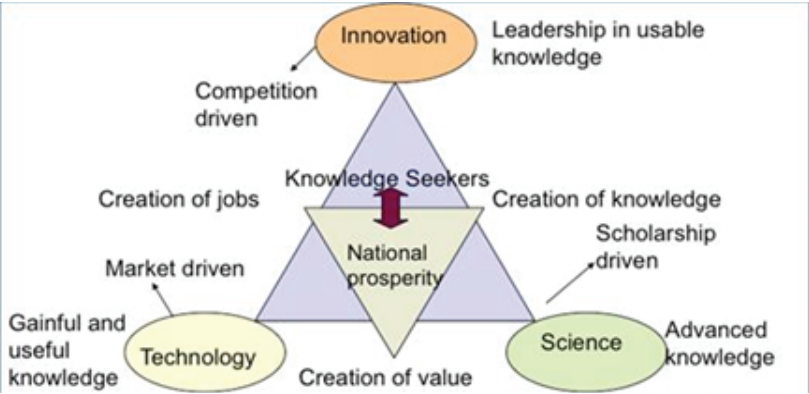 Innovation
Leadership in usable
knowledge
Competition
driven
Knowledge Seekers
Creation of jobs
Creation of knowledge
Scholarship
driven
National
prosperity
Market driven
Gainful and
useful
knowledge
Technology
Science
Advanced
knowledge
Creation of value